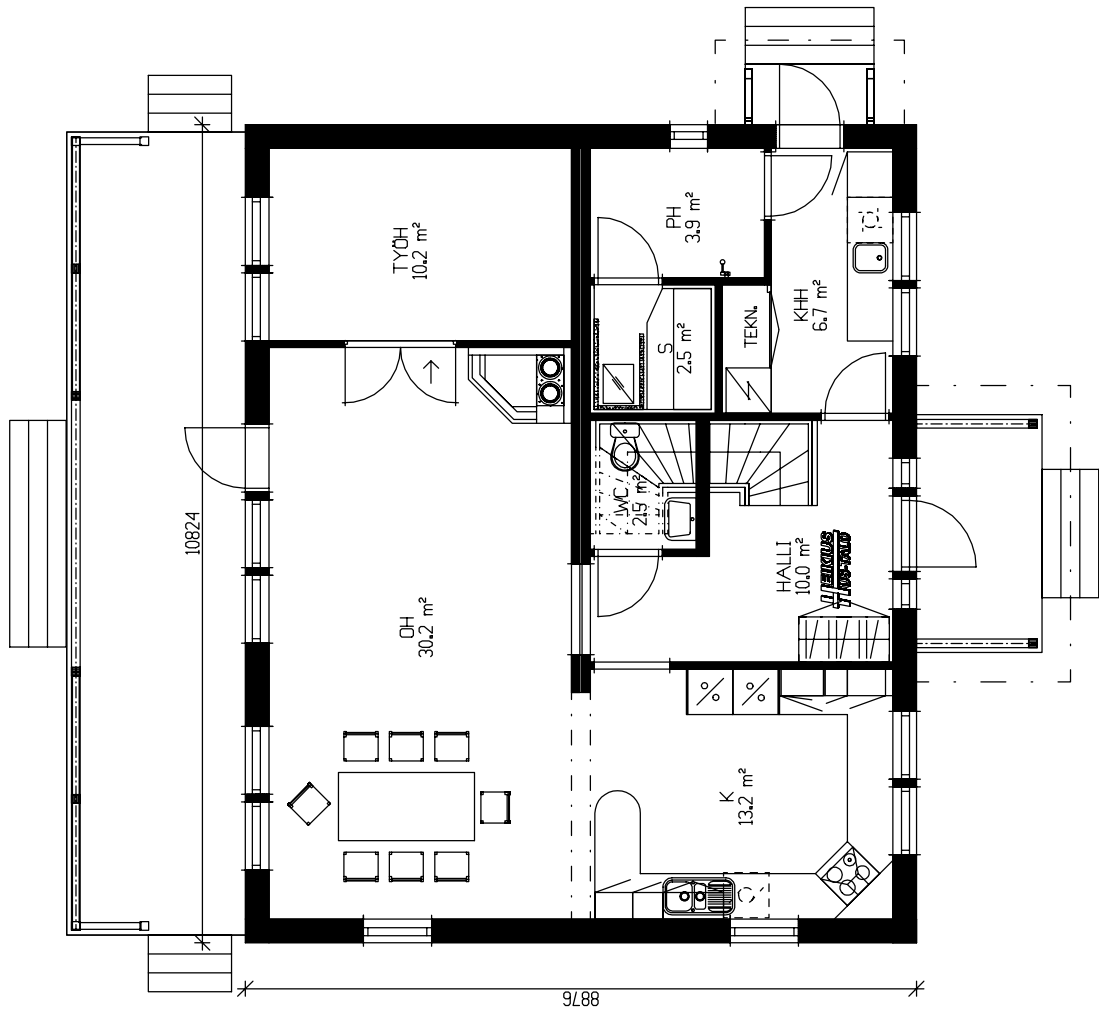 TYÖH
10.2 m²
PH
3.9 m²
KHH
6.7 m²
TEKN.
S
2.5 m²
WC
2.5 m²
HALLI
10.0 m²
OH
30.2 m²
K
13.2 m²
10824
8876